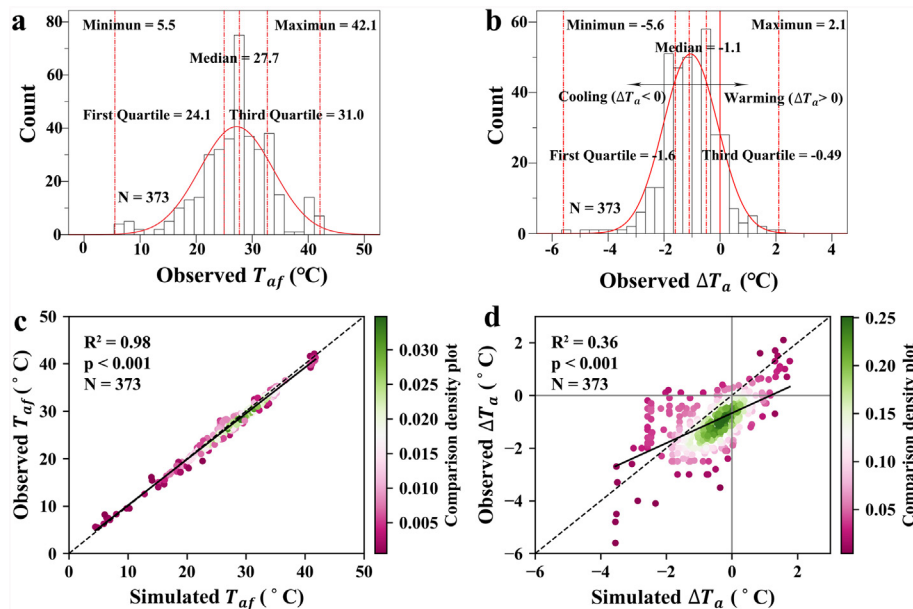 a
Minimun = 5.5
Maximun = 42.1
Median = 27.7
First Quartile = 24.1
Third Quartile = 31.0
N = 373
Count
80
60
40
20
0
0 10 20 30 40 50
Observed T_af (°C)
b
Minimun = -5.6
Maximun = 2.1
Median = -1.1
Cooling (ΔT_a< 0)
Warming (ΔT_a> 0)
First Quartile = -1.6
Third Quartile = -0.49
N = 373
Count
60
40
20
0
-6 -4 -2 0 2 4
Observed ΔT_a (°C)
c
R² = 0.98
p < 0.001
N = 373
Observed T_af (°C)
50
40
30
20
10
0
0 10 20 30 40 50
Simulated T_af (°C)
0.030
0.025
0.020
0.015
0.010
0.005
Comparison density plot
d
R² = 0.36
p < 0.001
N = 373
Observed ΔT_a (°C)
2
0
−2
−4
−6
−6 −4 −2 0 2
Simulated ΔT_a (°C)
0.25
0.20
0.15
0.10
0.05
Comparison density plot